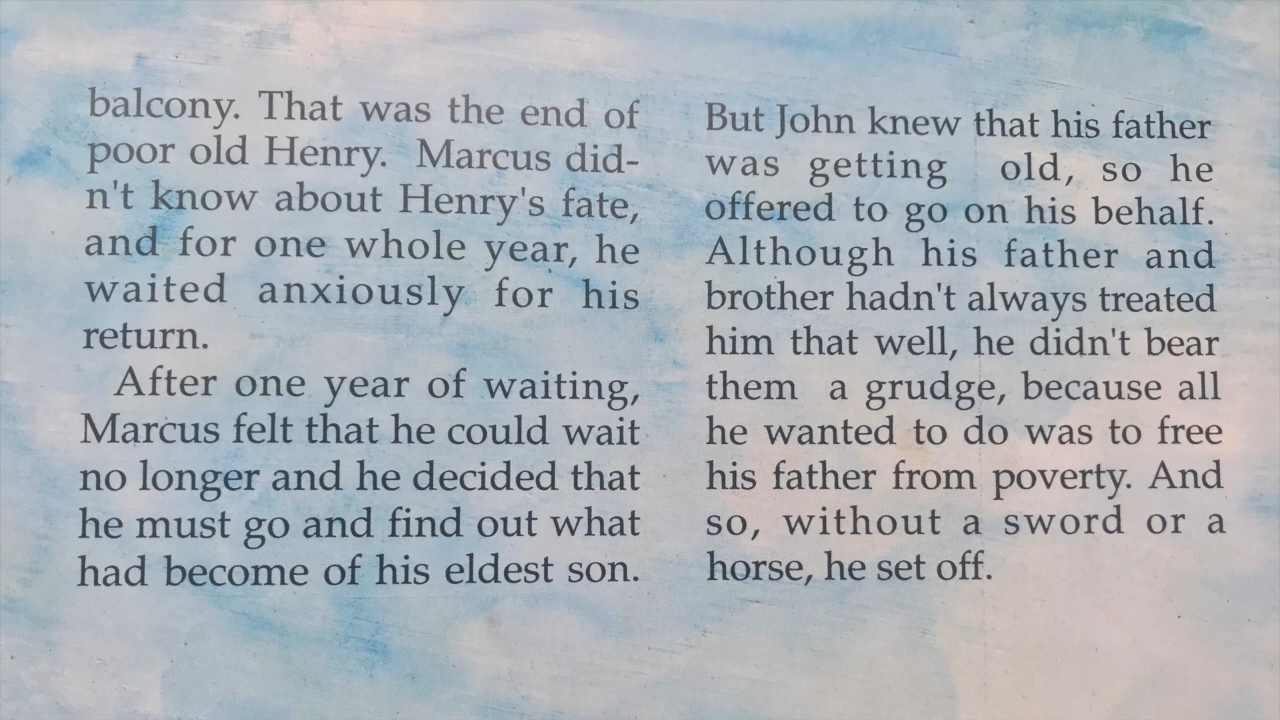 balcony. That was the end of
poor old Henry. Marcus did-
n't know about Henry's fate,
and for one whole year, he
waited anxiously for his
return.
After one year of waiting,
Marcus felt that he could wait
no longer and he decided that
he must go and find out what
had become of his eldest son.
But John knew that his father
was getting old, so he
offered to go on his behalf.
Although his father and
brother hadn't always treated
him that well, he didn't bear
them a grudge, because all
he wanted to do was to free
his father from poverty. And
so, without a sword or a
horse, he set off.